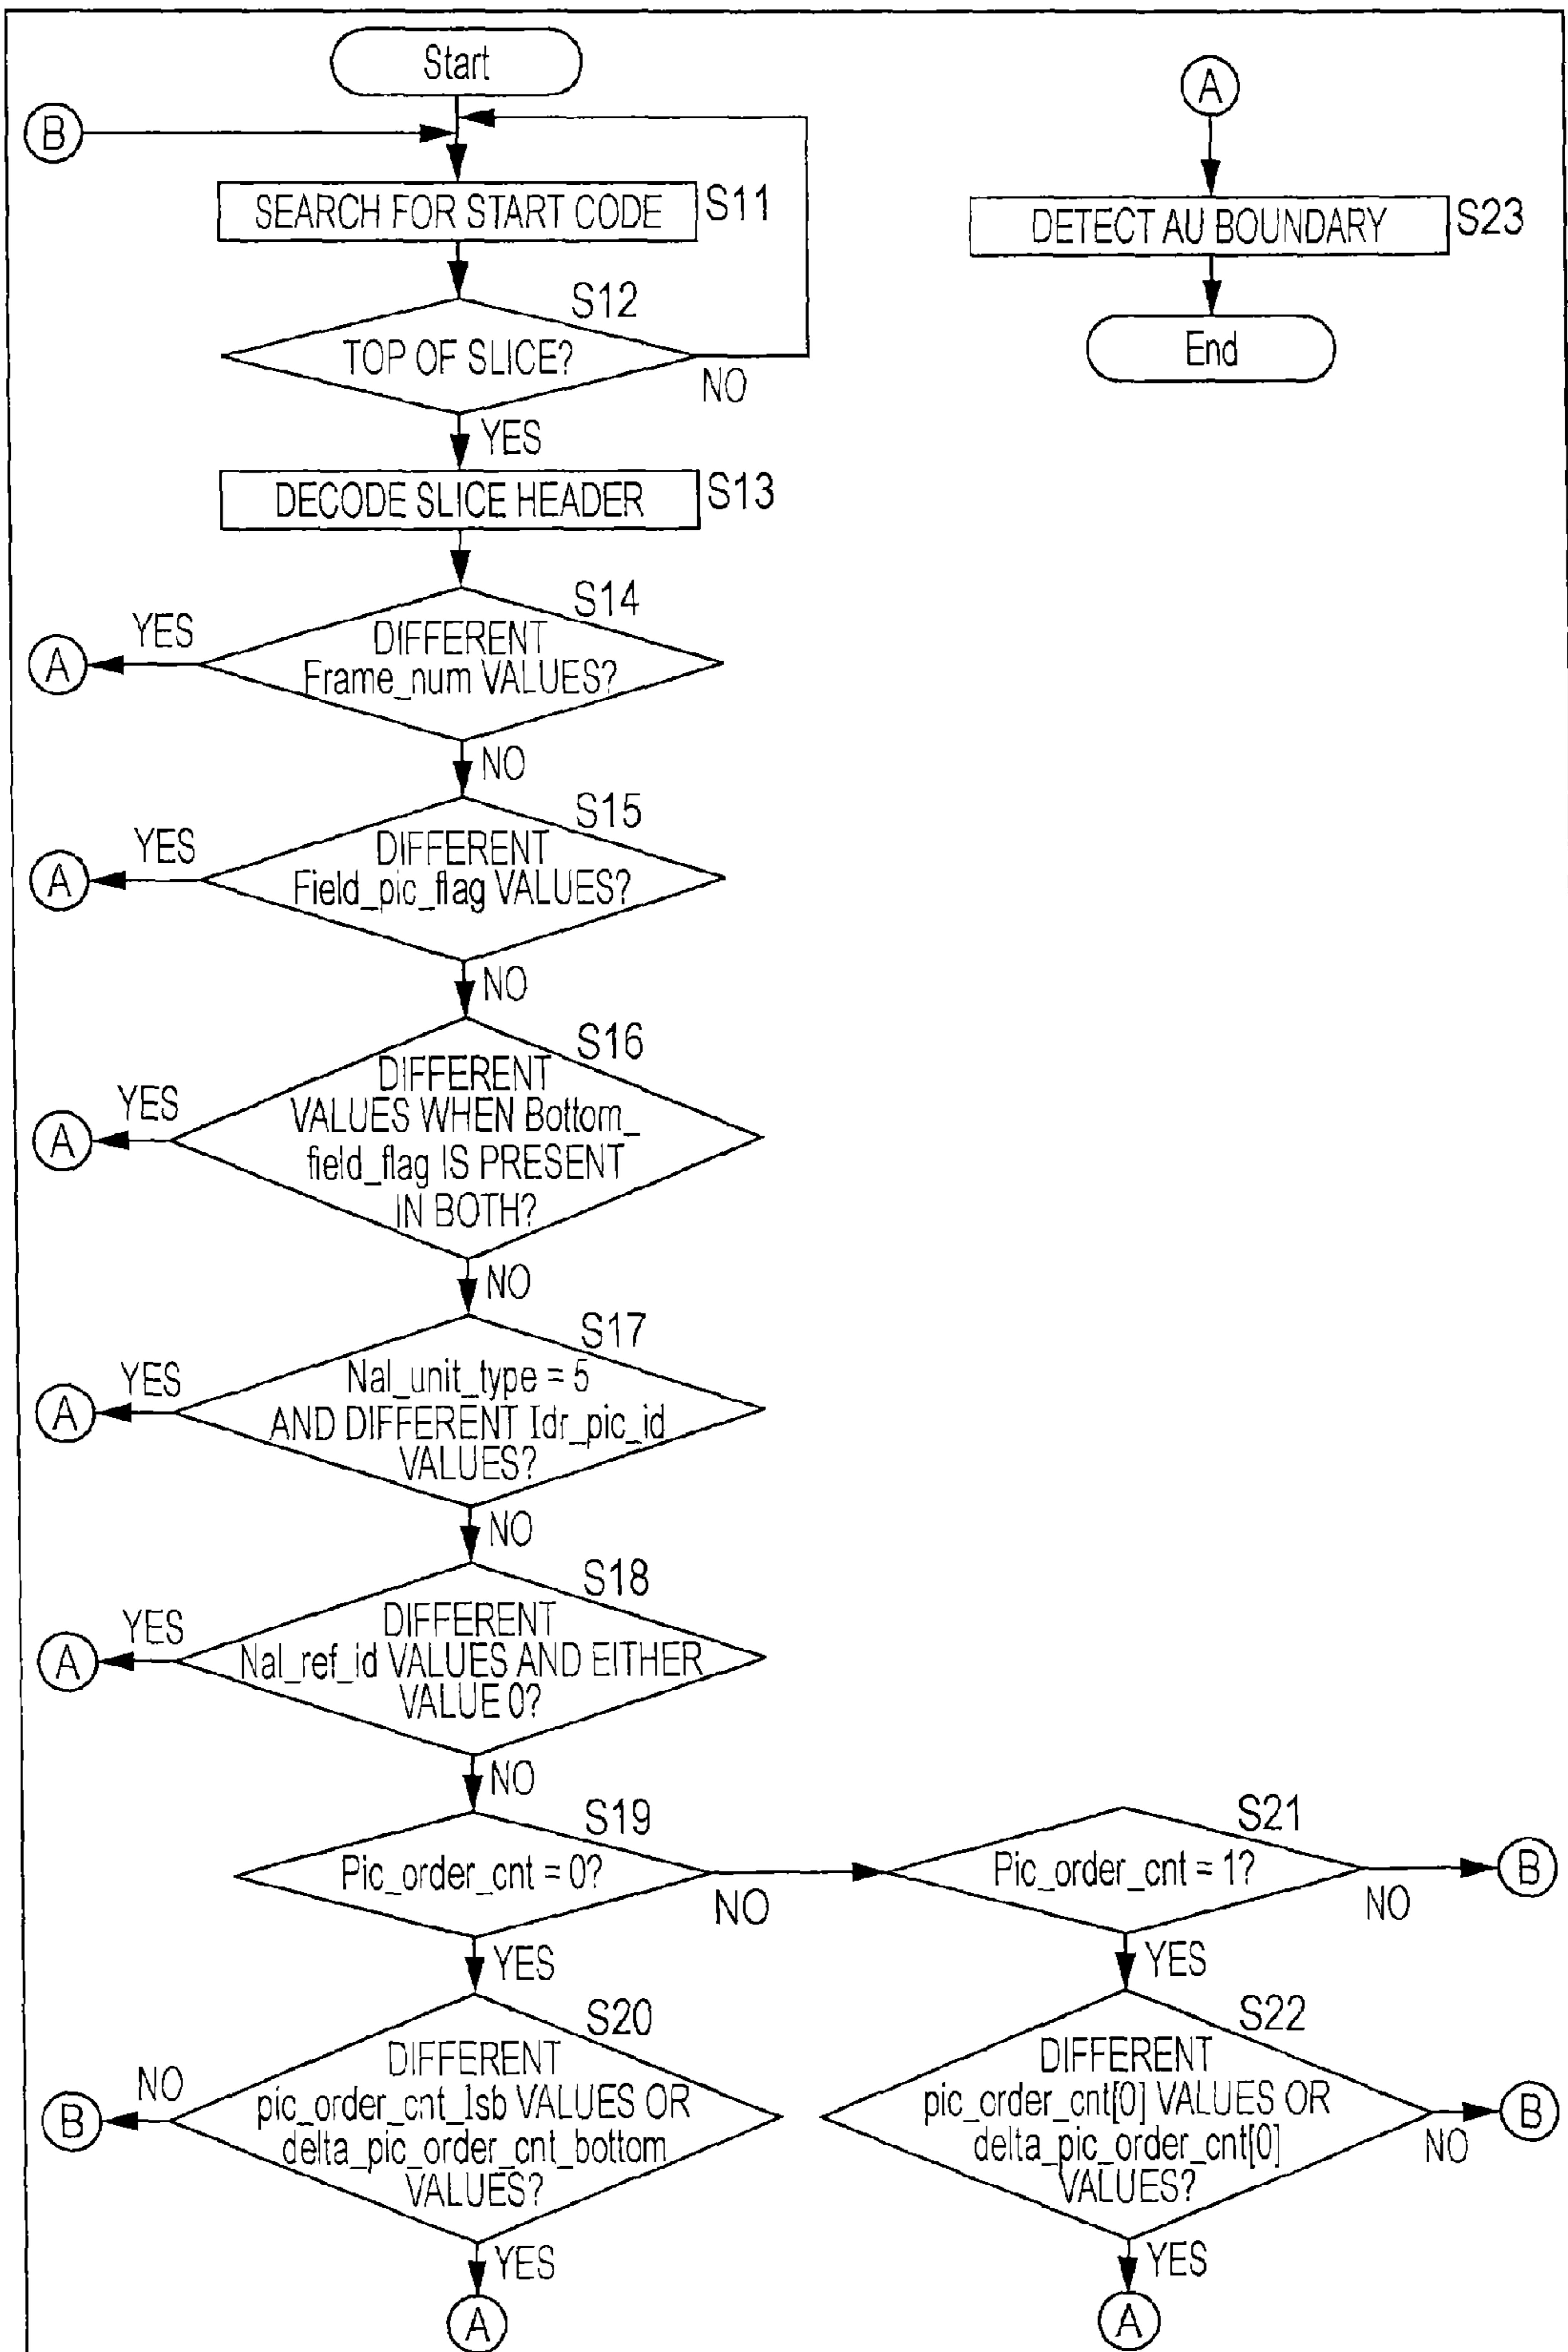 Start
B
SEARCH FOR START CODE
S11
S12
TOP OF SLICE?
NO
YES
DECODE SLICE HEADER
S13
S14
DIFFERENT
Frame_num VALUES?
YES
A
NO
S15
DIFFERENT
Field_pic_flag VALUES?
YES
A
NO
S16
DIFFERENT
VALUES WHEN Bottom_
field_flag IS PRESENT
IN BOTH?
YES
A
NO
S17
Nal_unit_type = 5
AND DIFFERENT Idr_pic_id
VALUES?
YES
A
NO
S18
DIFFERENT
Nal_ref_id VALUES AND EITHER
VALUE 0?
YES
A
NO
S19
Pic_order_cnt = 0?
NO
YES
S20
DIFFERENT
pic_order_cnt_lsb VALUES OR
delta_pic_order_cnt_bottom
VALUES?
NO
B
YES
A
S21
Pic_order_cnt = 1?
NO
B
YES
S22
DIFFERENT
pic_order_cnt[0] VALUES OR
delta_pic_order_cnt[0]
VALUES?
NO
B
YES
A
A
DETECT AU BOUNDARY
S23
End